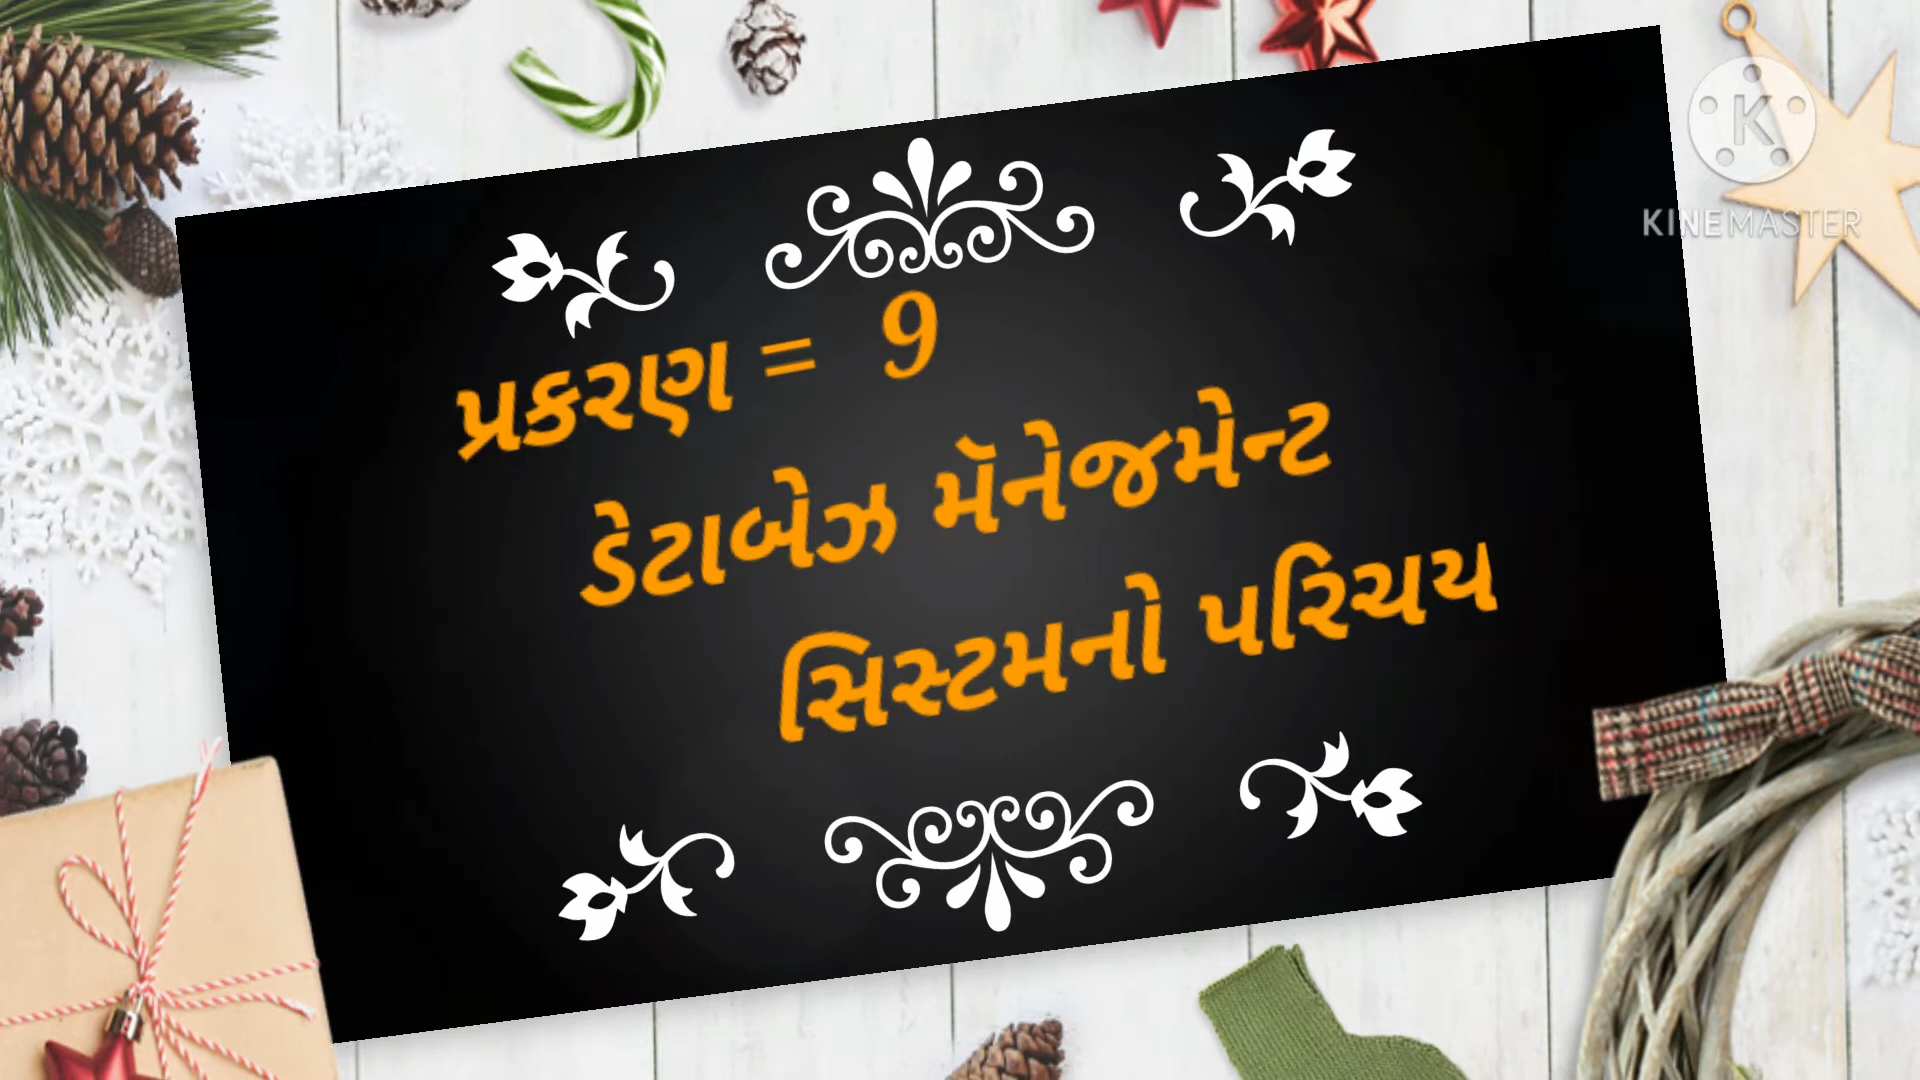 પ્રકરણ = 9
ડેટાબેઝ મૅનેજમેન્ટ
સિસ્ટમનો પરિચય
K
KINEMASTER